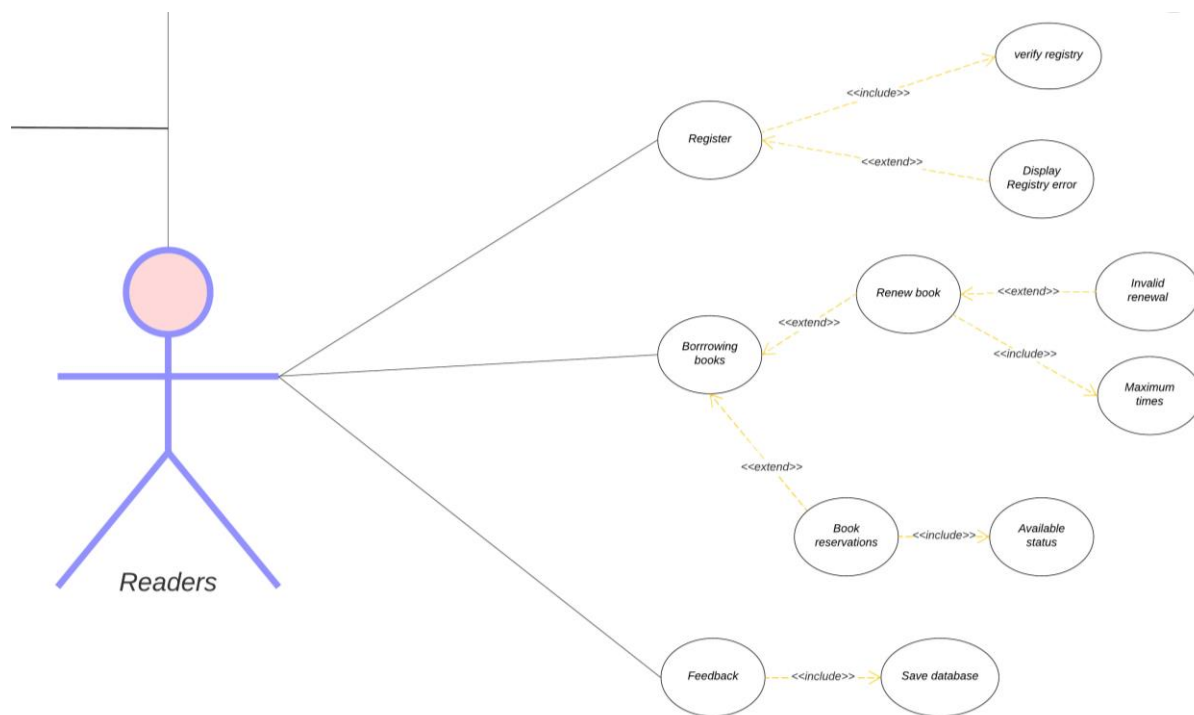 verify registry
<<include>>
Register
<<extend>>
Display
Registry error
Renew book
<<extend>>
Invalid
renewal
<<extend>>
Borrrowing
books
<<include>>
Maximum
times
<<extend>>
Book
reservations
<<include>>
Available
status
Readers
Feedback
<<include>>
Save database